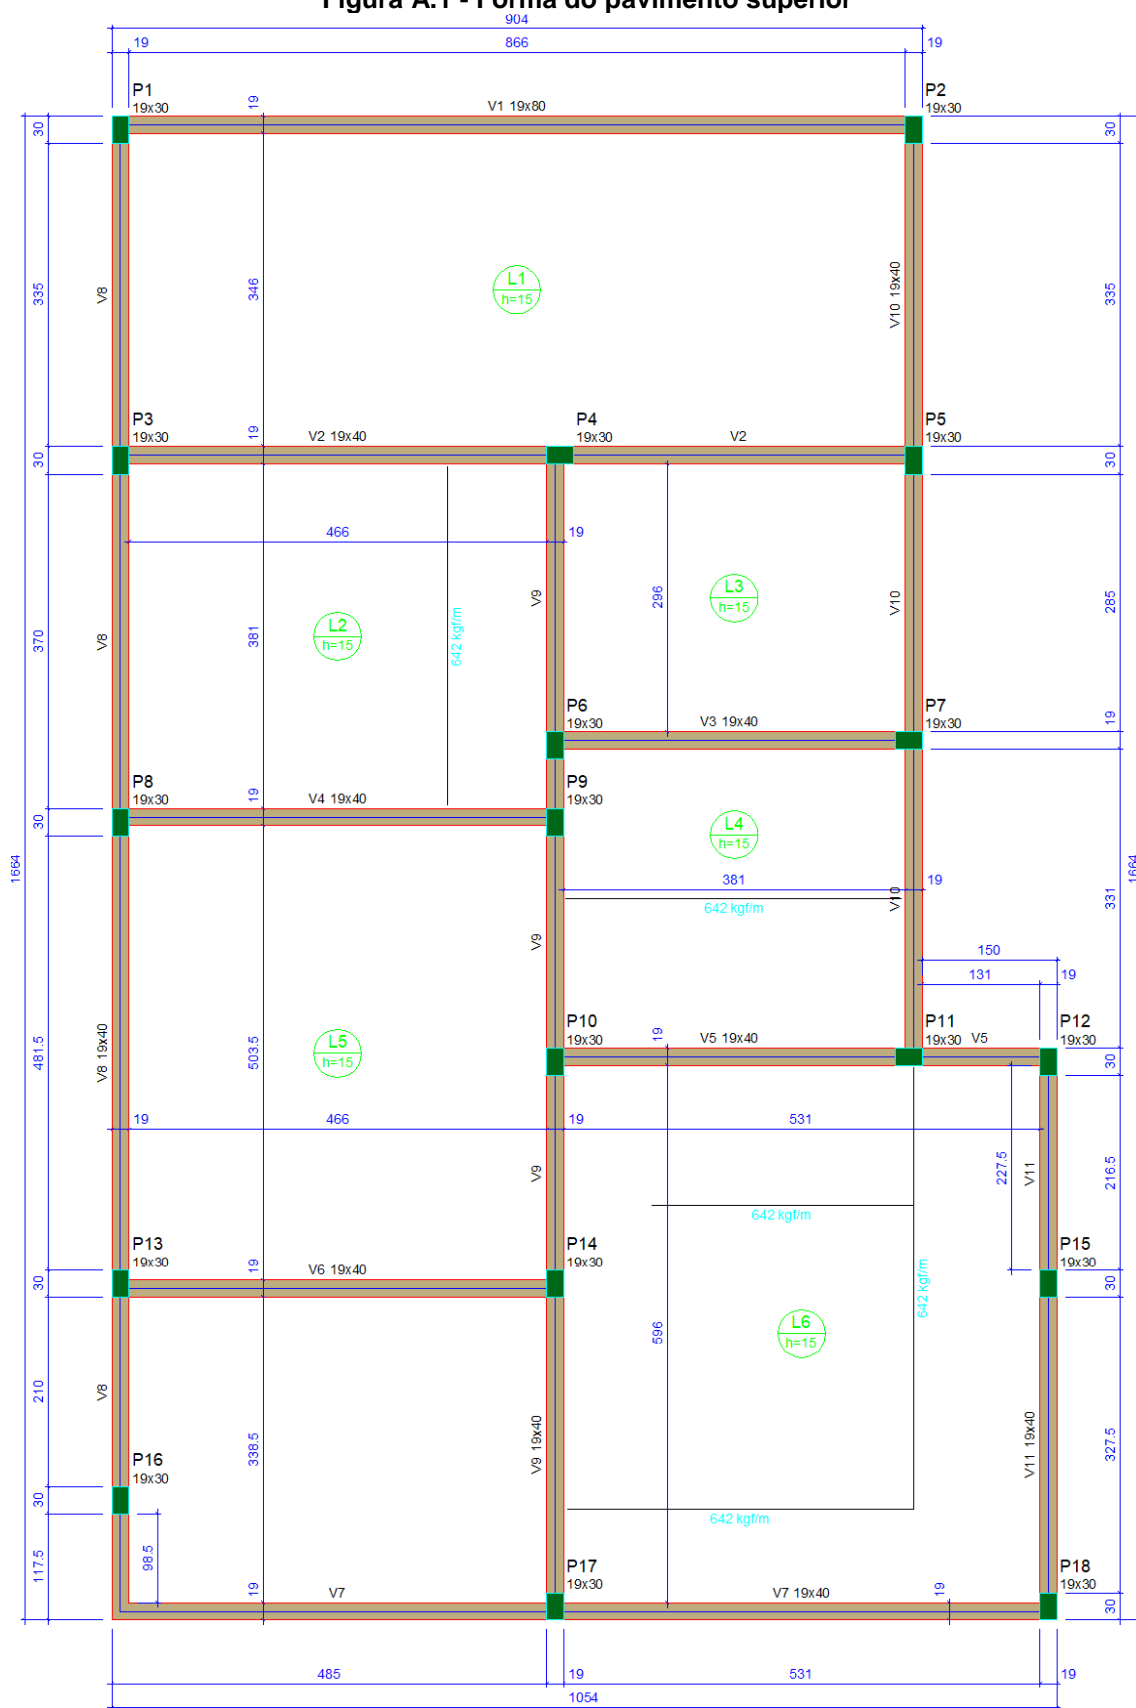 Figura A.1 - Forma do pavimento superior
904
19 866 19
P1
19x30
V1 19x80
P2
19x30
19
30
30
V8
335
346
L1
h=15
V10 19x40
335
P3
19x30
19
V2 19x40
P4
19x30
V2
P5
19x30
30
30
466
19
V8
370
381
L2
h=15
642 kgf/m
V9
296
L3
h=15
V10
285
P6
19x30
V3 19x40
P7
19x30
19
P8
19x30
19
V4 19x40
P9
19x30
30
L4
h=15
1664
1664
381
19
642 kgf/m
V10
331
V9
150
131
19
V8 19x40
481.5
503.5
L5
h=15
P10
19x30
19
V5 19x40
P11
19x30
V5
P12
19x30
30
19
466
19
531
V9
227.5
V11
216.5
642 kgf/m
P13
19x30
19
V6 19x40
P14
19x30
P15
19x30
30
30
642 kgf/m
596
L6
h=15
V8
210
338.5
V9 19x40
V11 19x40
327.5
P16
19x30
30
642 kgf/m
98.5
117.5
19
V7
P17
19x30
V7 19x40
19
P18
19x30
30
485
19
531
19
1054